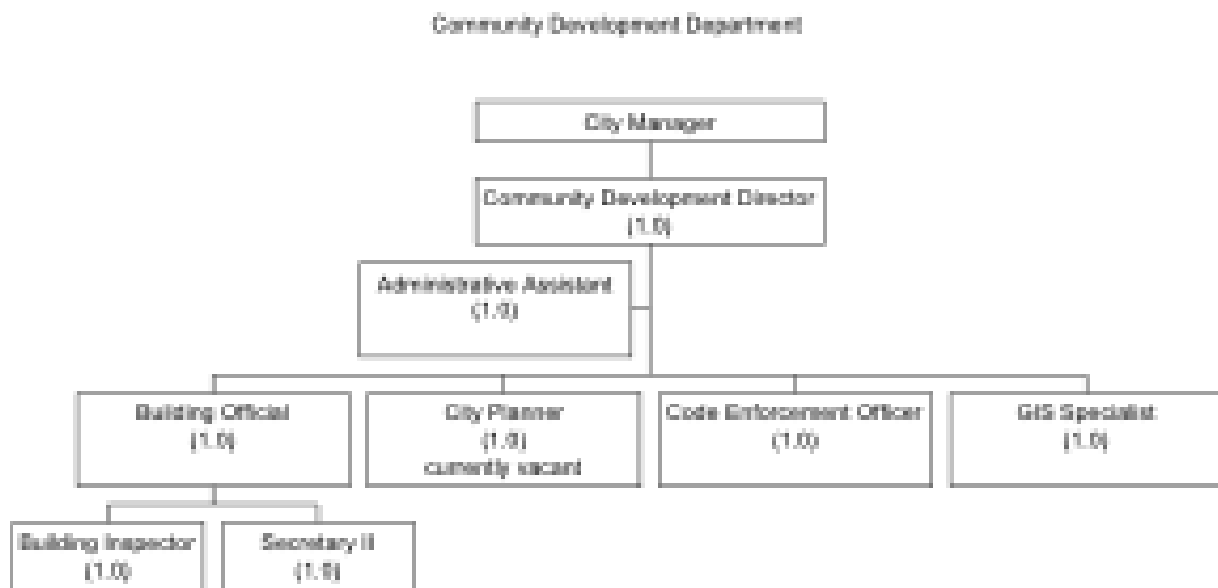 Community Development Department
City Manager
Community Development Director
(1.0)
Administrative Assistant
(1.0)
Building Official
(1.0)
City Planner
(1.0)
currently vacant
Code Enforcement Officer
(1.0)
GIS Specialist
(1.0)
Building Inspector
(1.0)
Secretary II
(1.0)